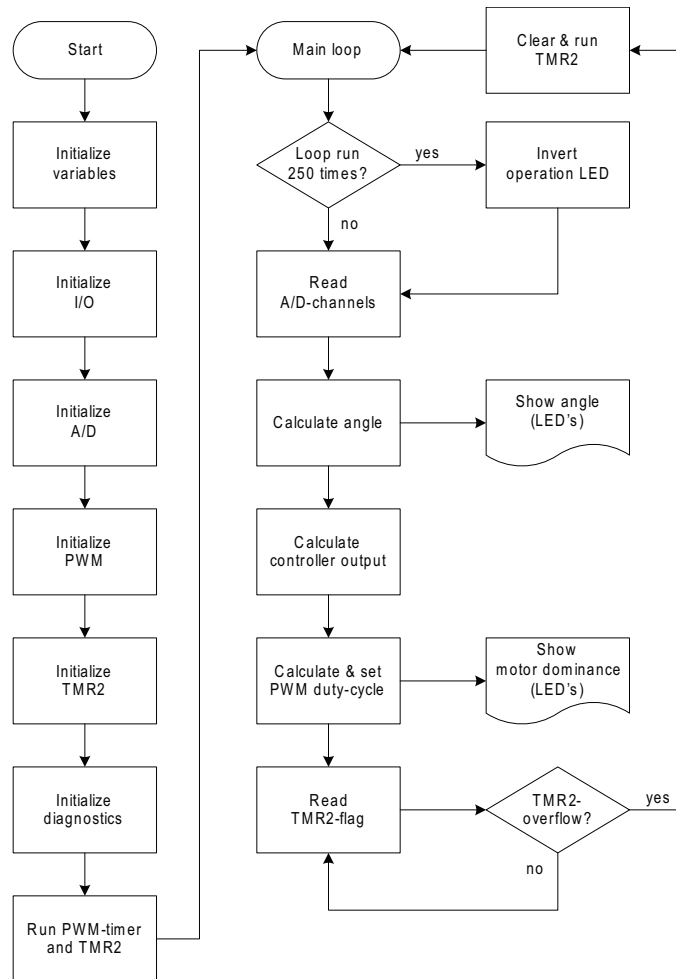 Start
Initialize
variables
Initialize
I/O
Initialize
A/D
Initialize
PWM
Initialize
TMR2
Initialize
diagnostics
Run PWM-timer
and TMR2
Main loop
Clear & run
TMR2
Loop run
250 times?
yes
Invert
operation LED
no
Read
A/D-channels
Calculate angle
Show angle
(LED's)
Calculate
controller output
Calculate & set
PWM duty-cycle
Show
motor dominance
(LED's)
Read
TMR2-flag
TMR2-
overflow?
yes
no